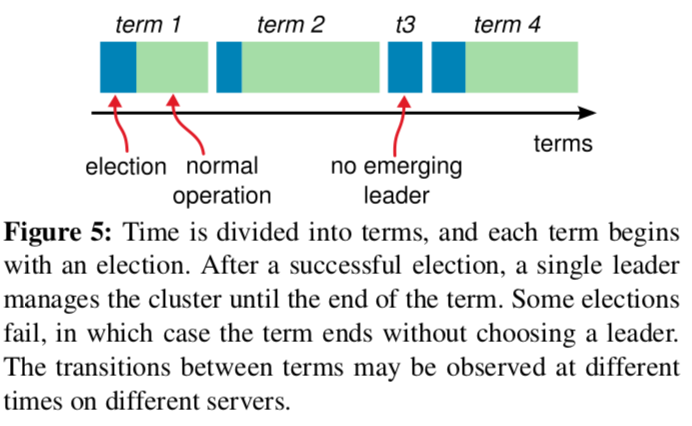 term 1 term 2 t3 term 4
terms
election normal operation no emerging leader
Figure 5: Time is divided into terms, and each term begins
with an election. After a successful election, a single leader
manages the cluster until the end of the term. Some elections
fail, in which case the term ends without choosing a leader.
The transitions between terms may be observed at different
times on different servers.